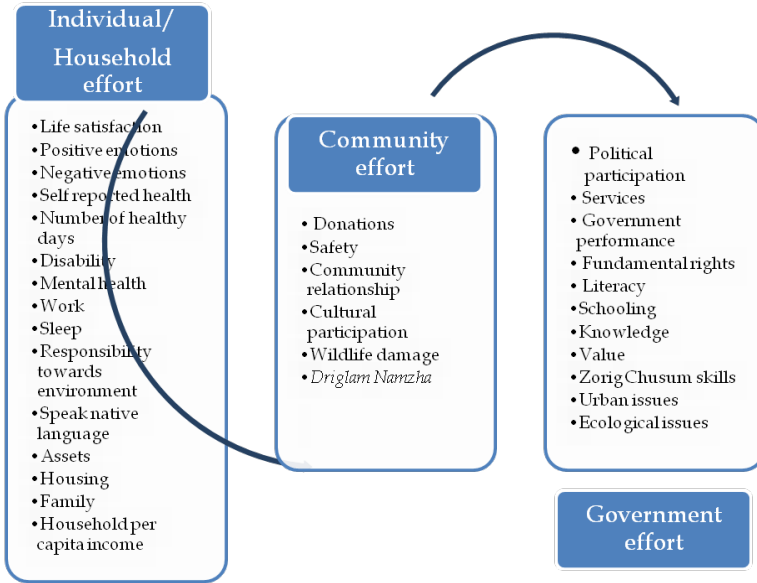 Individual/
Household
effort
•Life satisfaction
•Positive emotions
•Negative emotions
•Self reported health
•Number of healthy
days
•Disability
•Mental health
•Work
•Sleep
•Responsibility
towards
environment
•Speak native
language
•Assets
•Housing
•Family
•Household per
capita income
Community
effort
• Donations
•Safety
•Community
relationship
•Cultural
participation
•Wildlife damage
•Driglam Namzha
• Political
participation
• Services
• Government
performance
• Fundamental rights
• Literacy
•Schooling
•Knowledge
• Value
• Zorig Chusum skills
•Urban issues
•Ecological issues
Government
effort